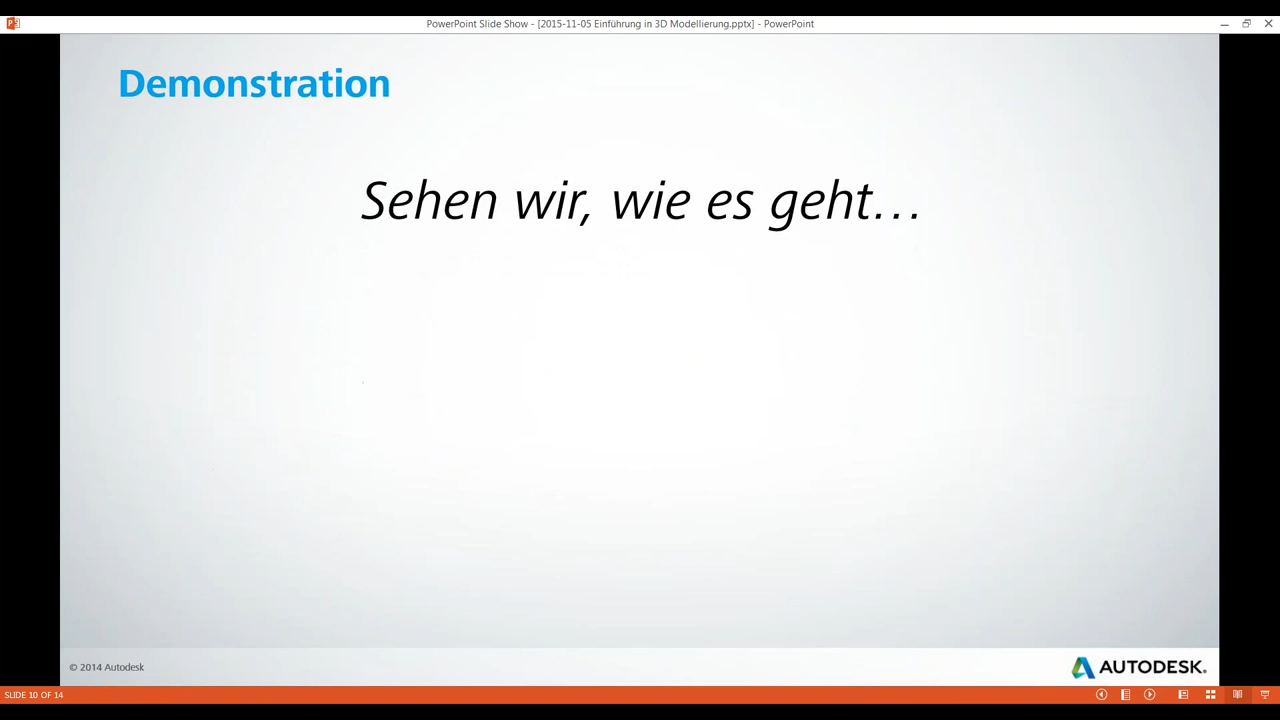 PowerPoint Slide Show - [2015-11-05 Einführung in 3D Modellierung.pptx] - PowerPoint
Demonstration
Sehen wir, wie es geht…
© 2014 Autodesk
AUTODESK.
SLIDE 10 OF 14